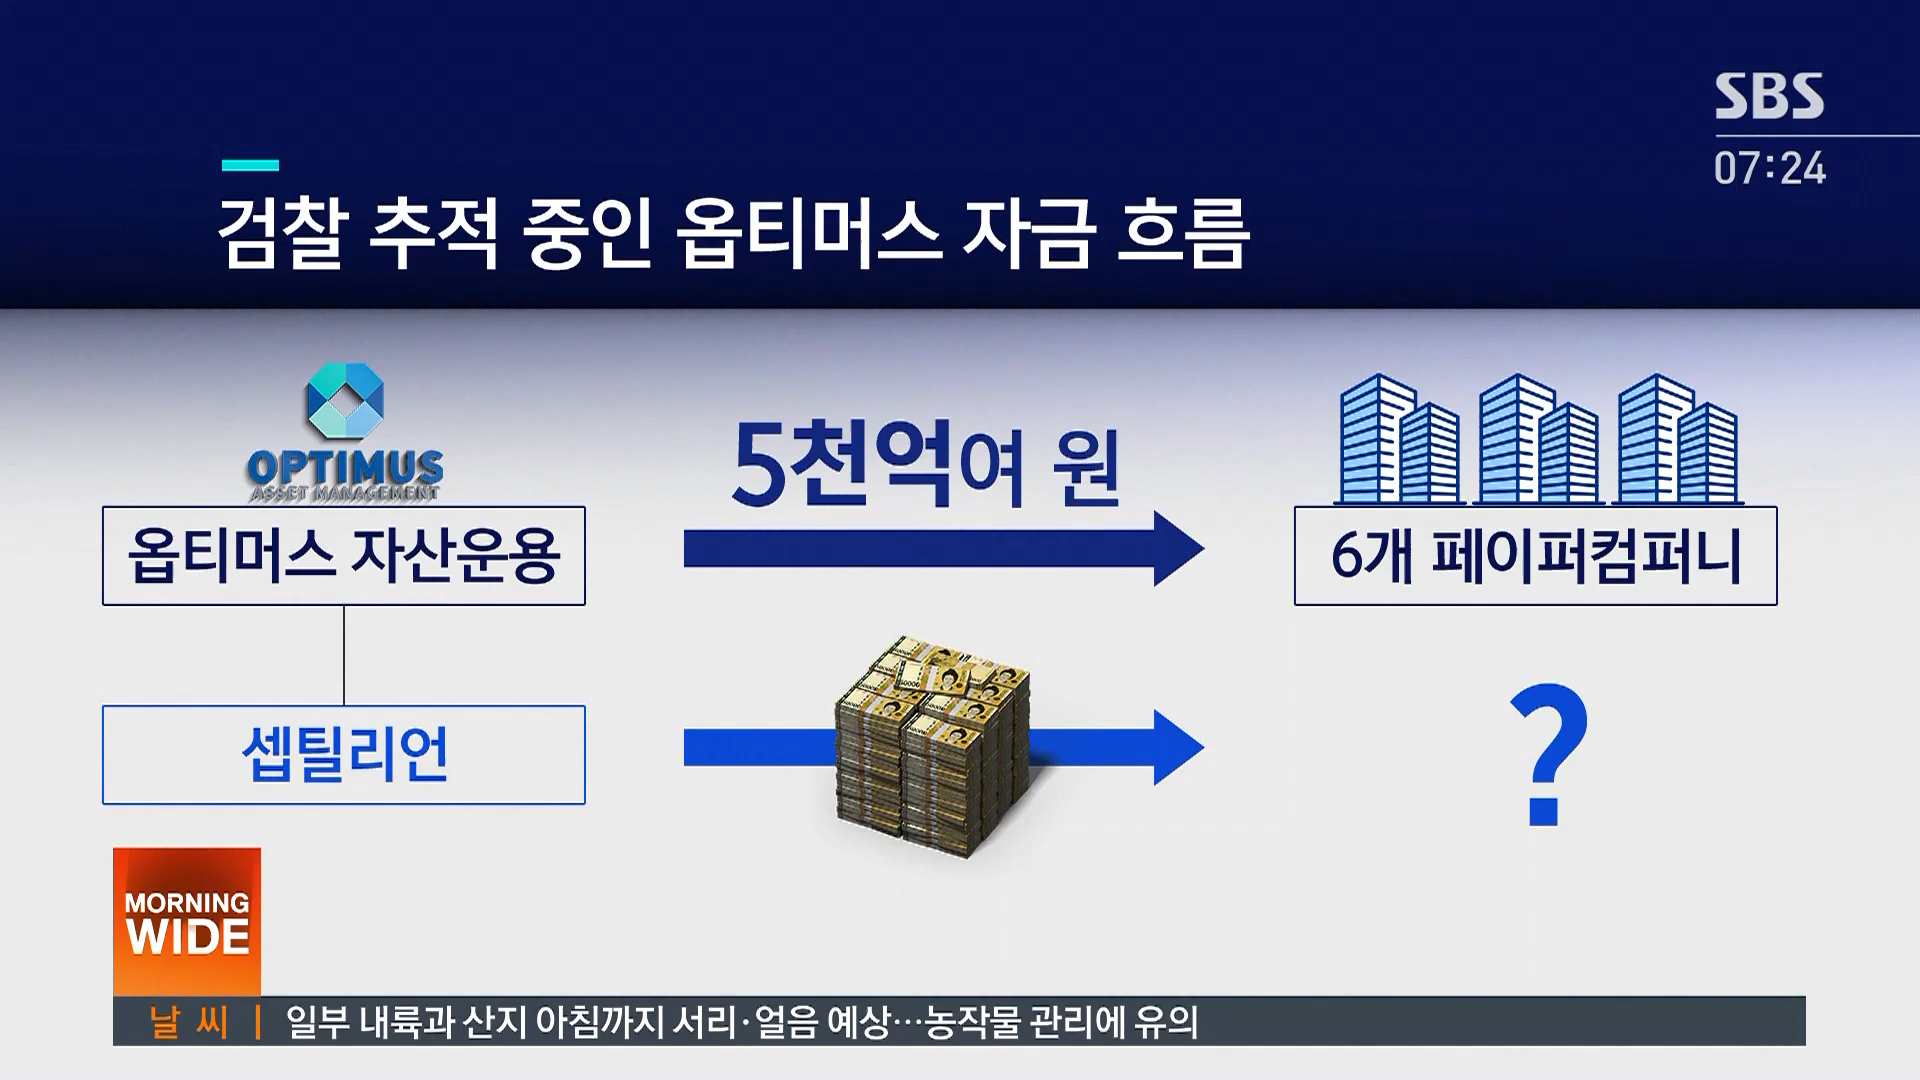 SBS
07:24
검찰 추적 중인 옵티머스 자금 흐름
OPTIMUS
ASSET MANAGEMENT
5천억여 원
옵티머스 자산운용
6개 페이퍼컴퍼니
셉틸리언
?
MORNING
WIDE
날씨 | 일부 내륙과 산지 아침까지 서리·얼음 예상…농작물 관리에 유의